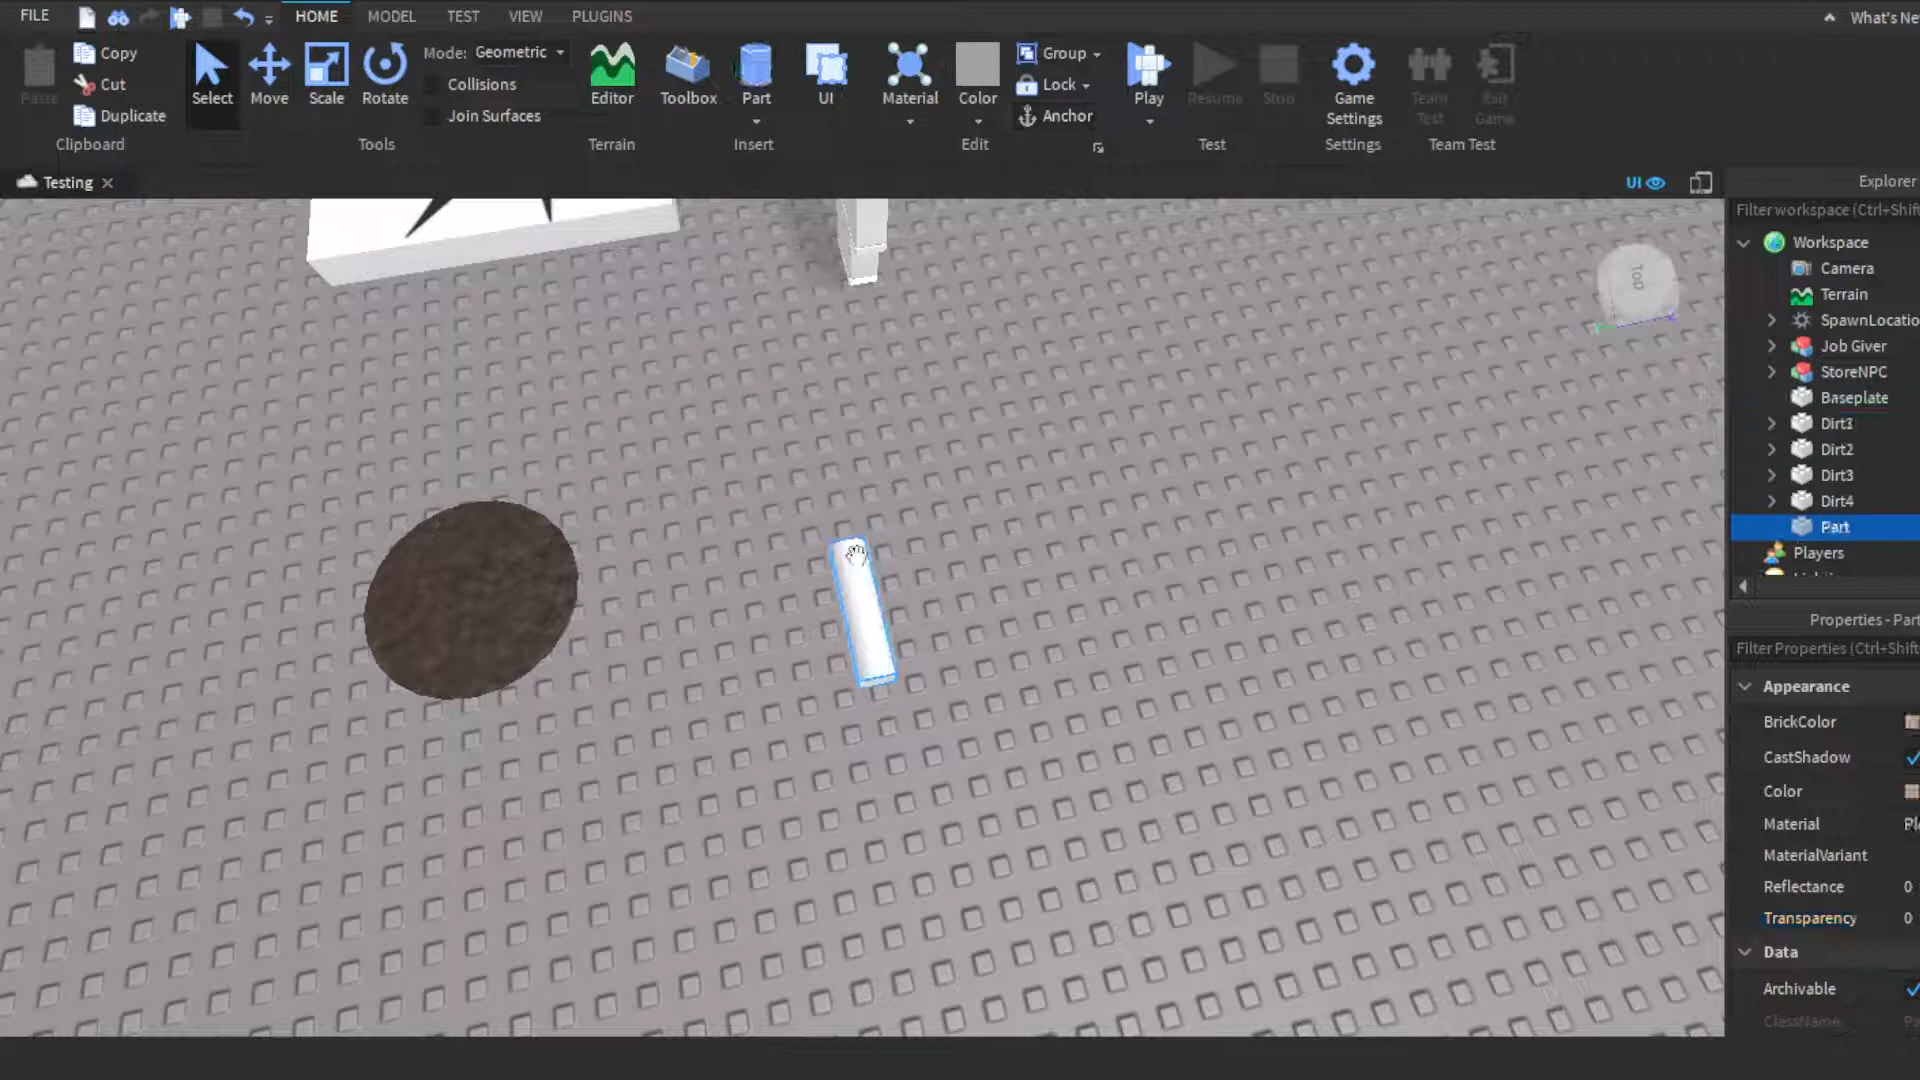 FILE HOME MODEL TEST VIEW PLUGINS What's Ne
Copy Mode: Geometric Group
Cut Collisions Lock
Paste Select Move Scale Rotate Editor Toolbox Part UI Material Color Play Resume Stop Game Settings Team Test Exit Game
Duplicate Join Surfaces Anchor
Clipboard Tools Terrain Insert Edit Test Settings Team Test
Testing UI Explorer
Filter workspace (Ctrl+Shift
TOP
Workspace
Camera
Terrain
SpawnLocatio
Job Giver
StoreNPC
Baseplate
Dirt3
Dirt2
Dirt3
Dirt4
Part
Players
Properties - Part
Filter Properties (Ctrl+Shift
Appearance
BrickColor
CastShadow
Color
Material Pl
MaterialVariant
Reflectance 0
Transparency 0
Data
Archivable
ClassName Pa